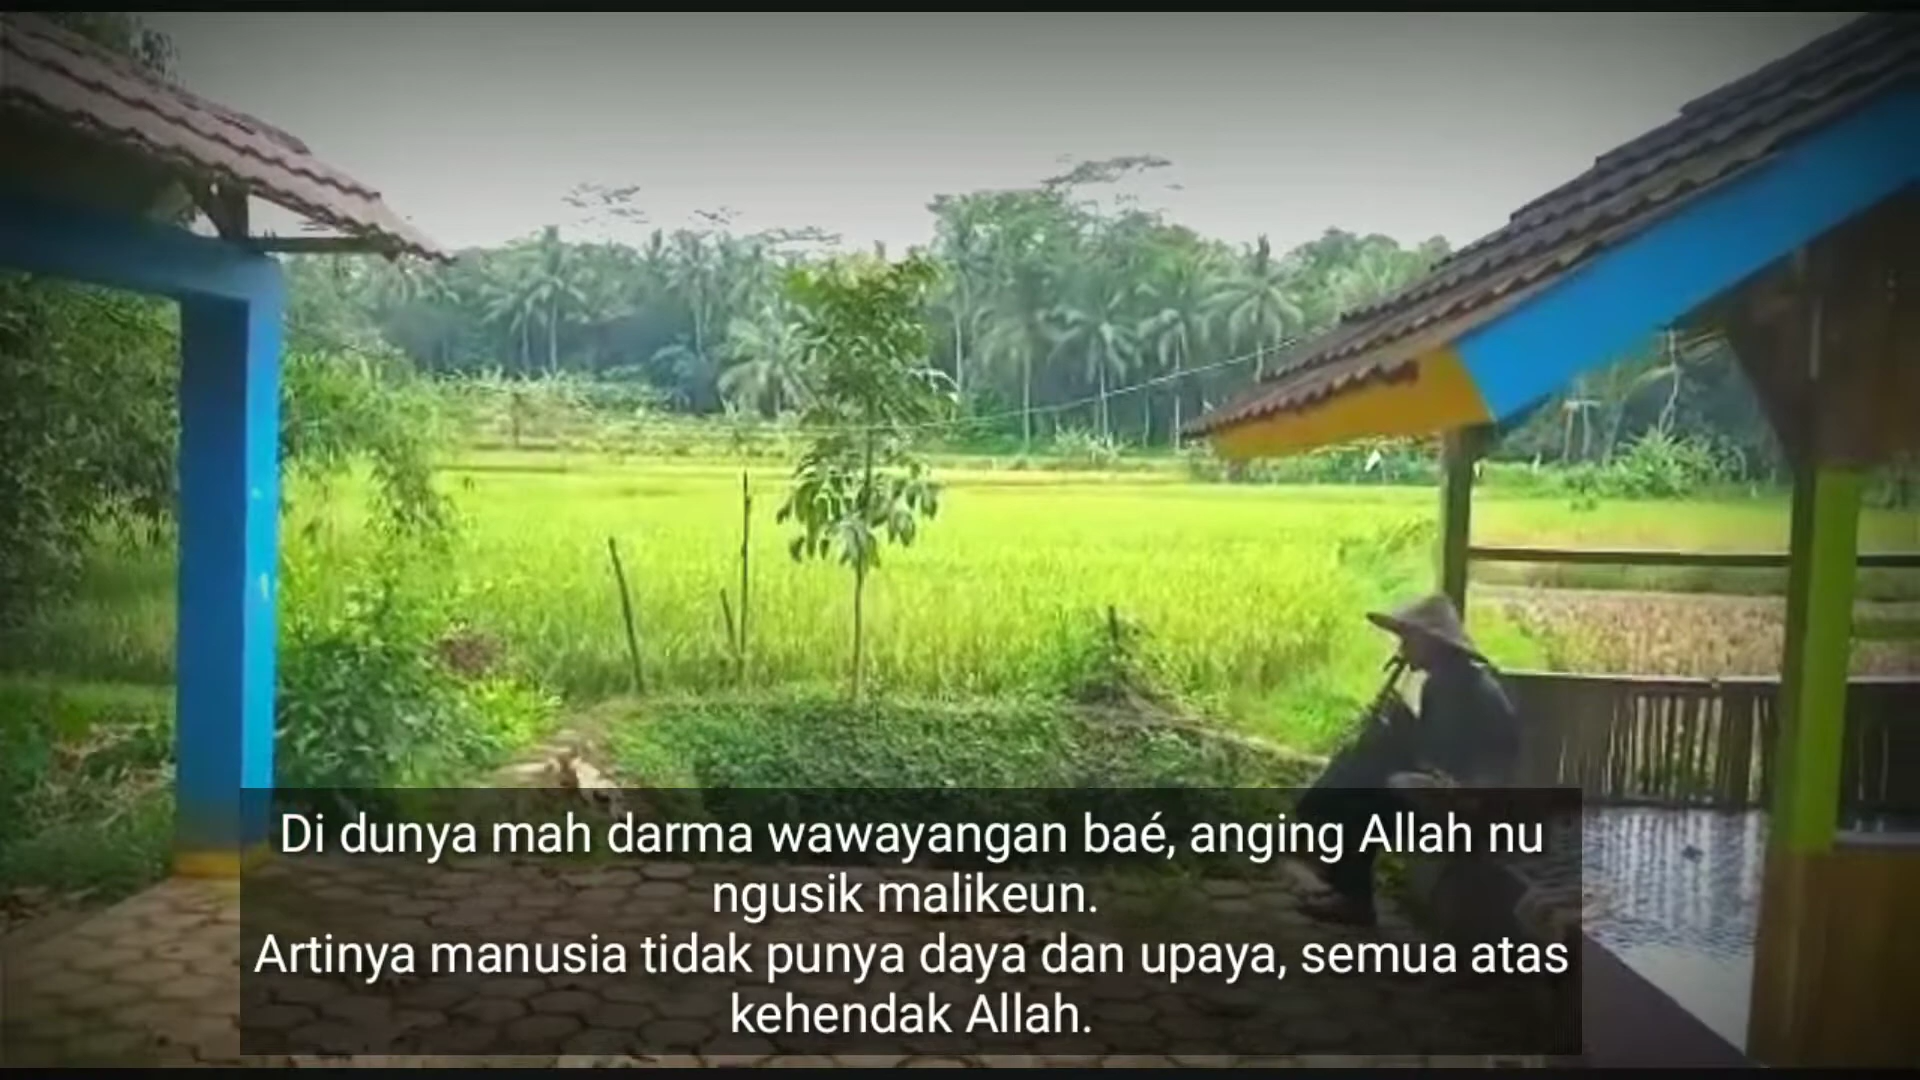 Di dunya mah darma wawayangan baé, anging Allah nu
ngusik malikeun.
Artinya manusia tidak punya daya dan upaya, semua atas
kehendak Allah.